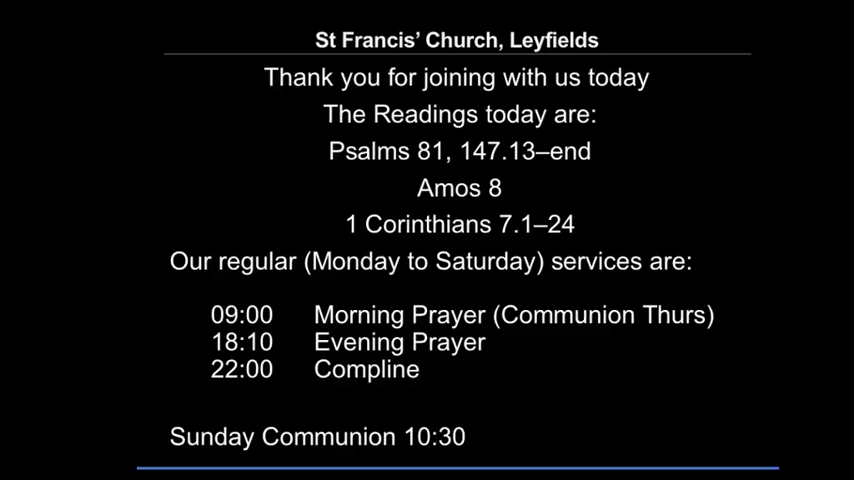 St Francis’ Church, Leyfields
Thank you for joining with us today
The Readings today are:
Psalms 81, 147.13–end
Amos 8
1 Corinthians 7.1–24
Our regular (Monday to Saturday) services are:
09:00 Morning Prayer (Communion Thurs)
18:10 Evening Prayer
22:00 Compline
Sunday Communion 10:30